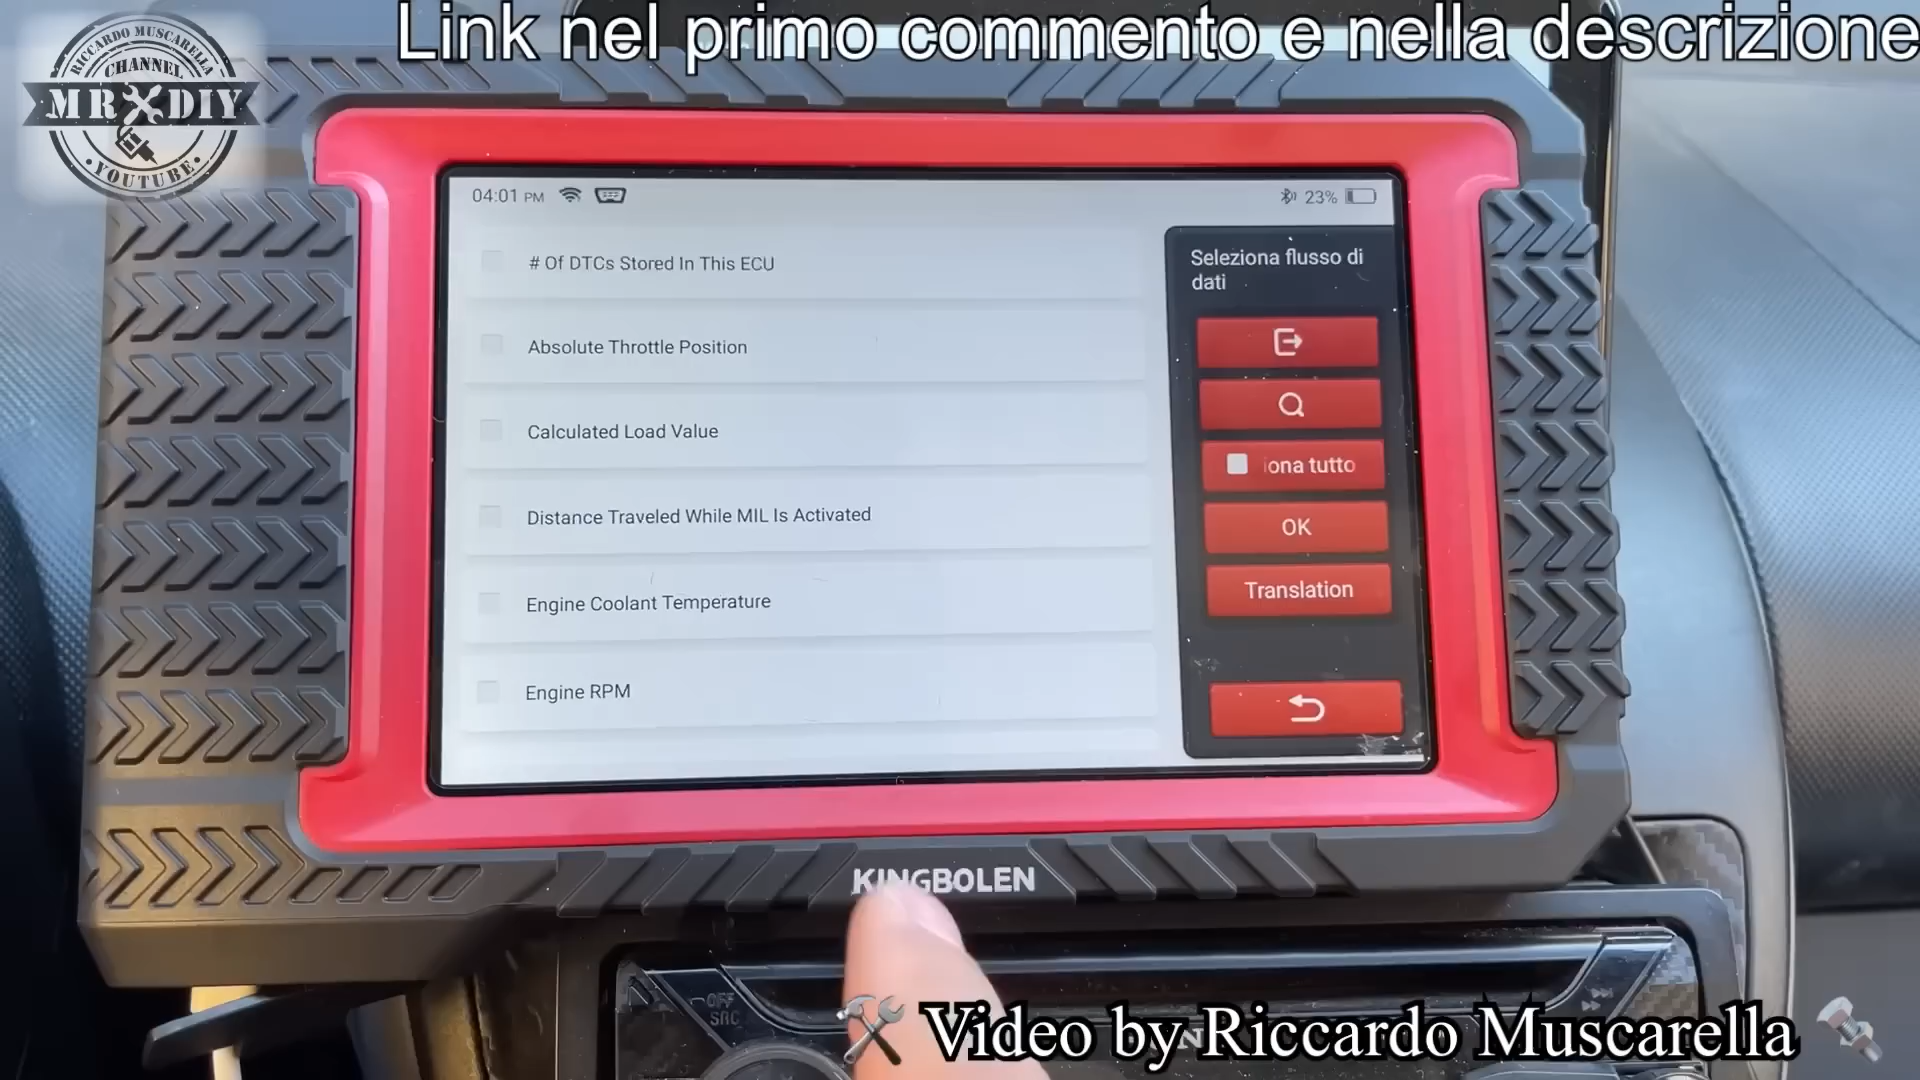 Link nel primo commento e nella descrizione
RICCARDO MUSCARELLA
CHANNEL
MR DIY
YOUTUBE
04:01 PM
23%
# Of DTCs Stored In This ECU
Absolute Throttle Position
Calculated Load Value
Distance Traveled While MIL Is Activated
Engine Coolant Temperature
Engine RPM
Seleziona flusso di
dati
iona tutto
OK
Translation
KINGBOLEN
OFF
SRC
Video by Riccardo Muscarella